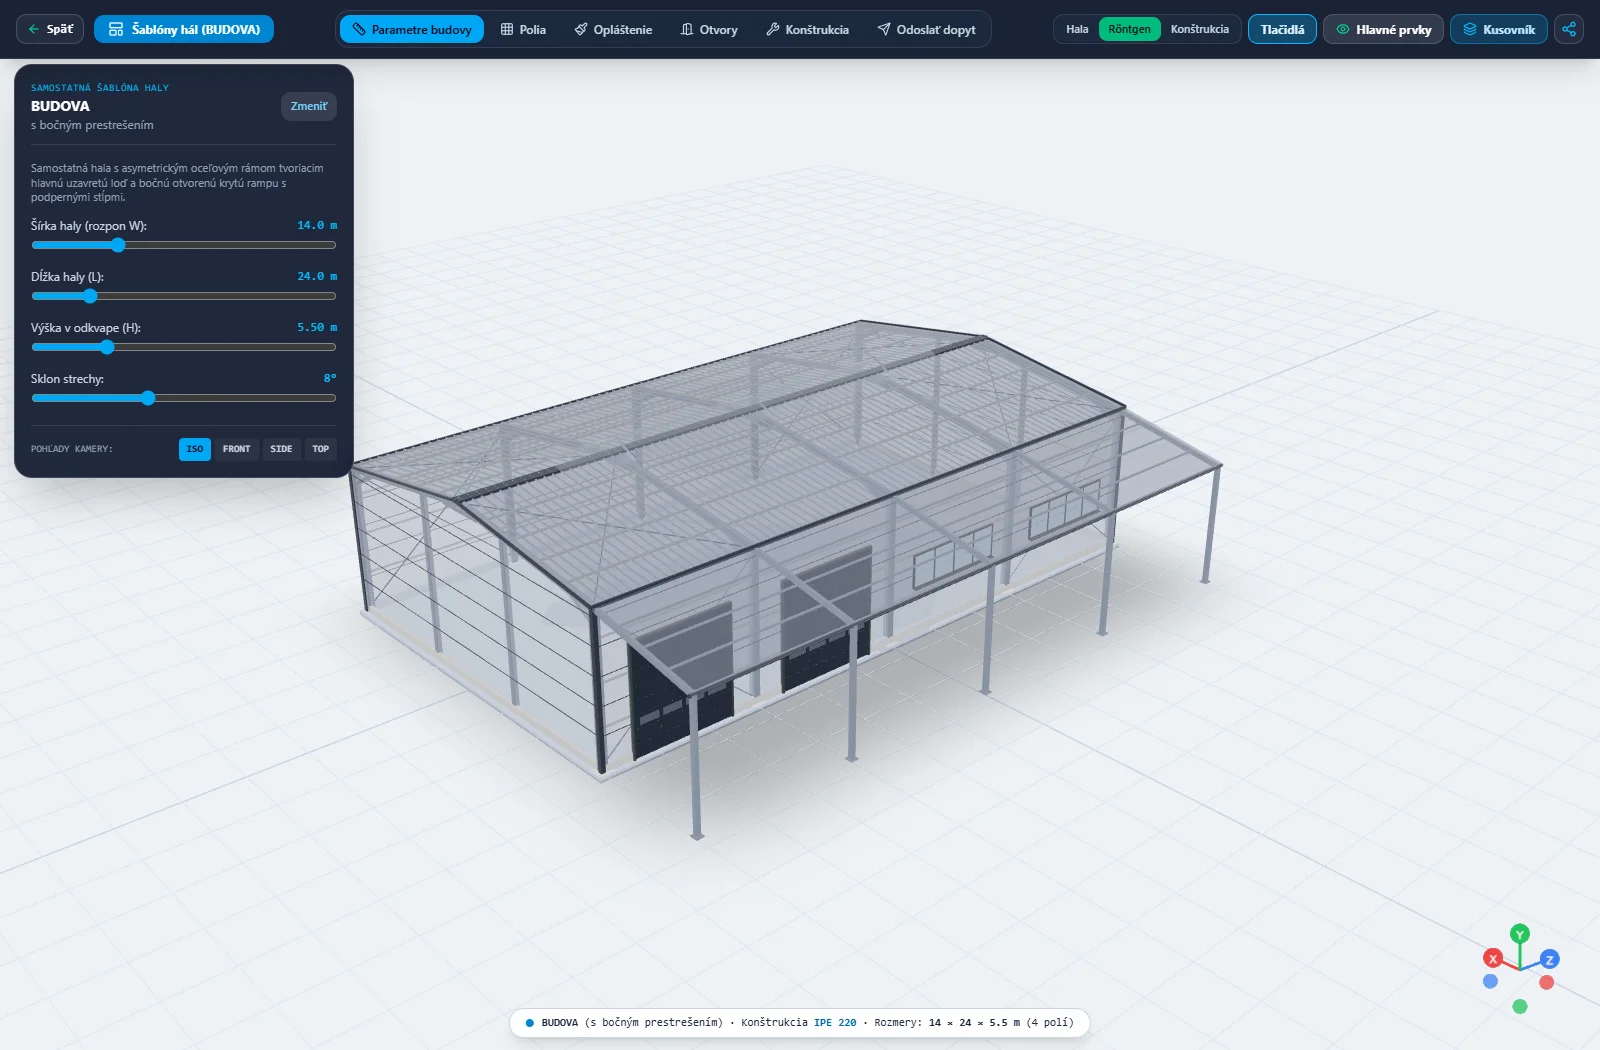 Späť
Šablóny hál (BUDOVA)
Parametre budovy
Polia
Opláštenie
Otvory
Konštrukcia
Odoslať dopyt
Hala
Röntgen
Konštrukcia
Tlačidlá
Hlavné prvky
Kusovník
SAMOSTATNÁ ŠABLÓNA HALY
BUDOVA
s bočným prestrešením
Zmeniť
Samostatná hala s asymetrickým oceľovým rámom tvoriacim
hlavnú uzavretú loď a bočnú otvorenú krytú rampu s
podpernými stĺpmi.
Šírka haly (rozpon W): 14.0 m
Dĺžka haly (L): 24.0 m
Výška v odkvape (H): 5.50 m
Sklon strechy: 8°
POHĽADY KAMERY: ISO FRONT SIDE TOP
Y
X
Z
BUDOVA (s bočným prestrešením) · Konštrukcia IPE 220 · Rozmery: 14 × 24 × 5.5 m (4 polí)